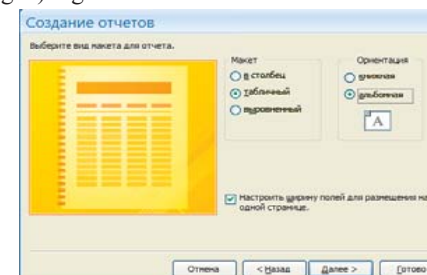 Создание отчетов
Выберите вид макета для отчета.
Макет
в столбец
табличный
выровненный
Ориентация
книжная
альбомная
A
Настроить ширину полей для размещения на
одной странице.
Отмена
< Назад
Далее >
Готово